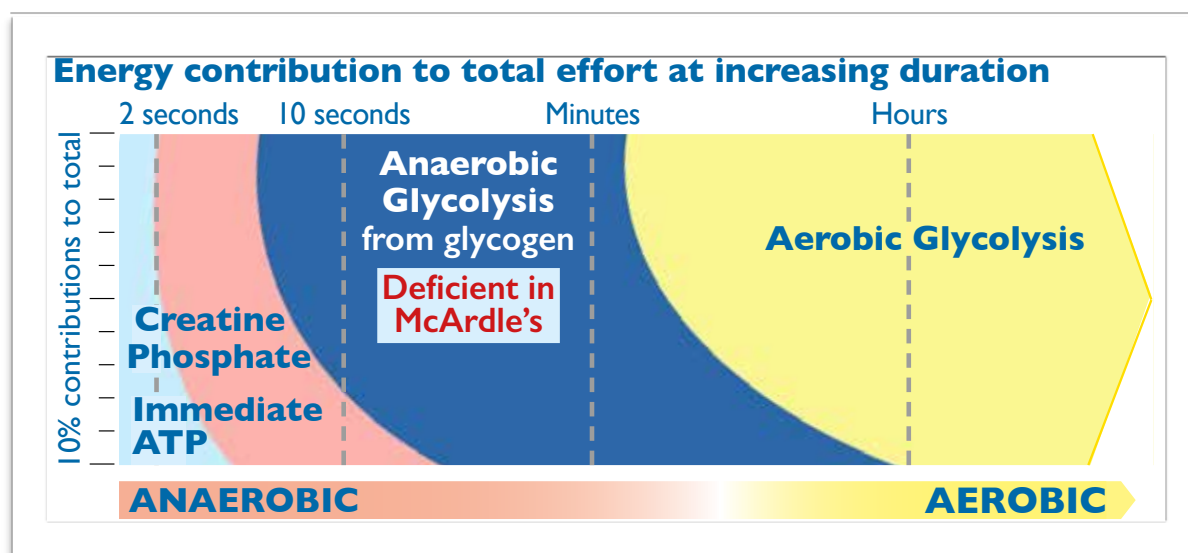 Energy contribution to total effort at increasing duration
2 seconds 10 seconds Minutes Hours
10% contributions to total
Anaerobic
Glycolysis
from glycogen
Deficient in
McArdle’s
Aerobic Glycolysis
Creatine
Phosphate
Immediate
ATP
ANAEROBIC AEROBIC